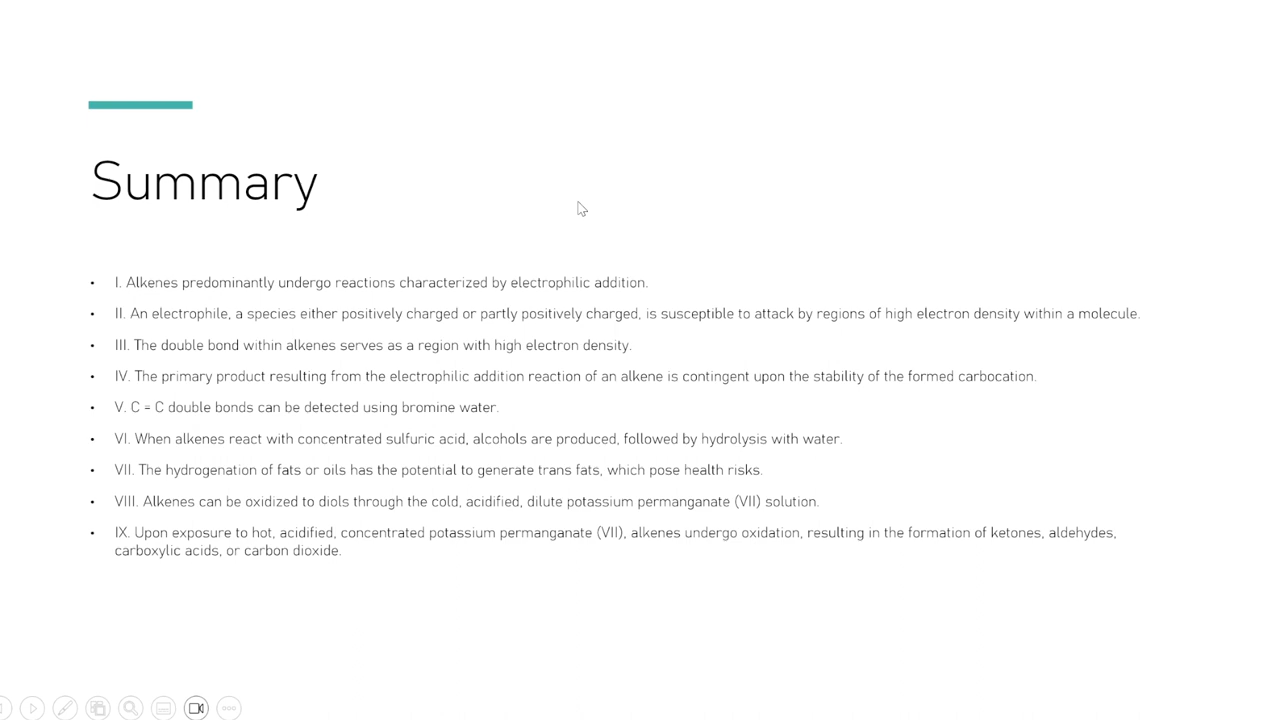 Summary
• I. Alkenes predominantly undergo reactions characterized by electrophilic addition.
• II. An electrophile, a species either positively charged or partly positively charged, is susceptible to attack by regions of high electron density within a molecule.
• III. The double bond within alkenes serves as a region with high electron density.
• IV. The primary product resulting from the electrophilic addition reaction of an alkene is contingent upon the stability of the formed carbocation.
• V. C = C double bonds can be detected using bromine water.
• VI. When alkenes react with concentrated sulfuric acid, alcohols are produced, followed by hydrolysis with water.
• VII. The hydrogenation of fats or oils has the potential to generate trans fats, which pose health risks.
• VIII. Alkenes can be oxidized to diols through the cold, acidified, dilute potassium permanganate (VII) solution.
• IX. Upon exposure to hot, acidified, concentrated potassium permanganate (VII), alkenes undergo oxidation, resulting in the formation of ketones, aldehydes,
carboxylic acids, or carbon dioxide.